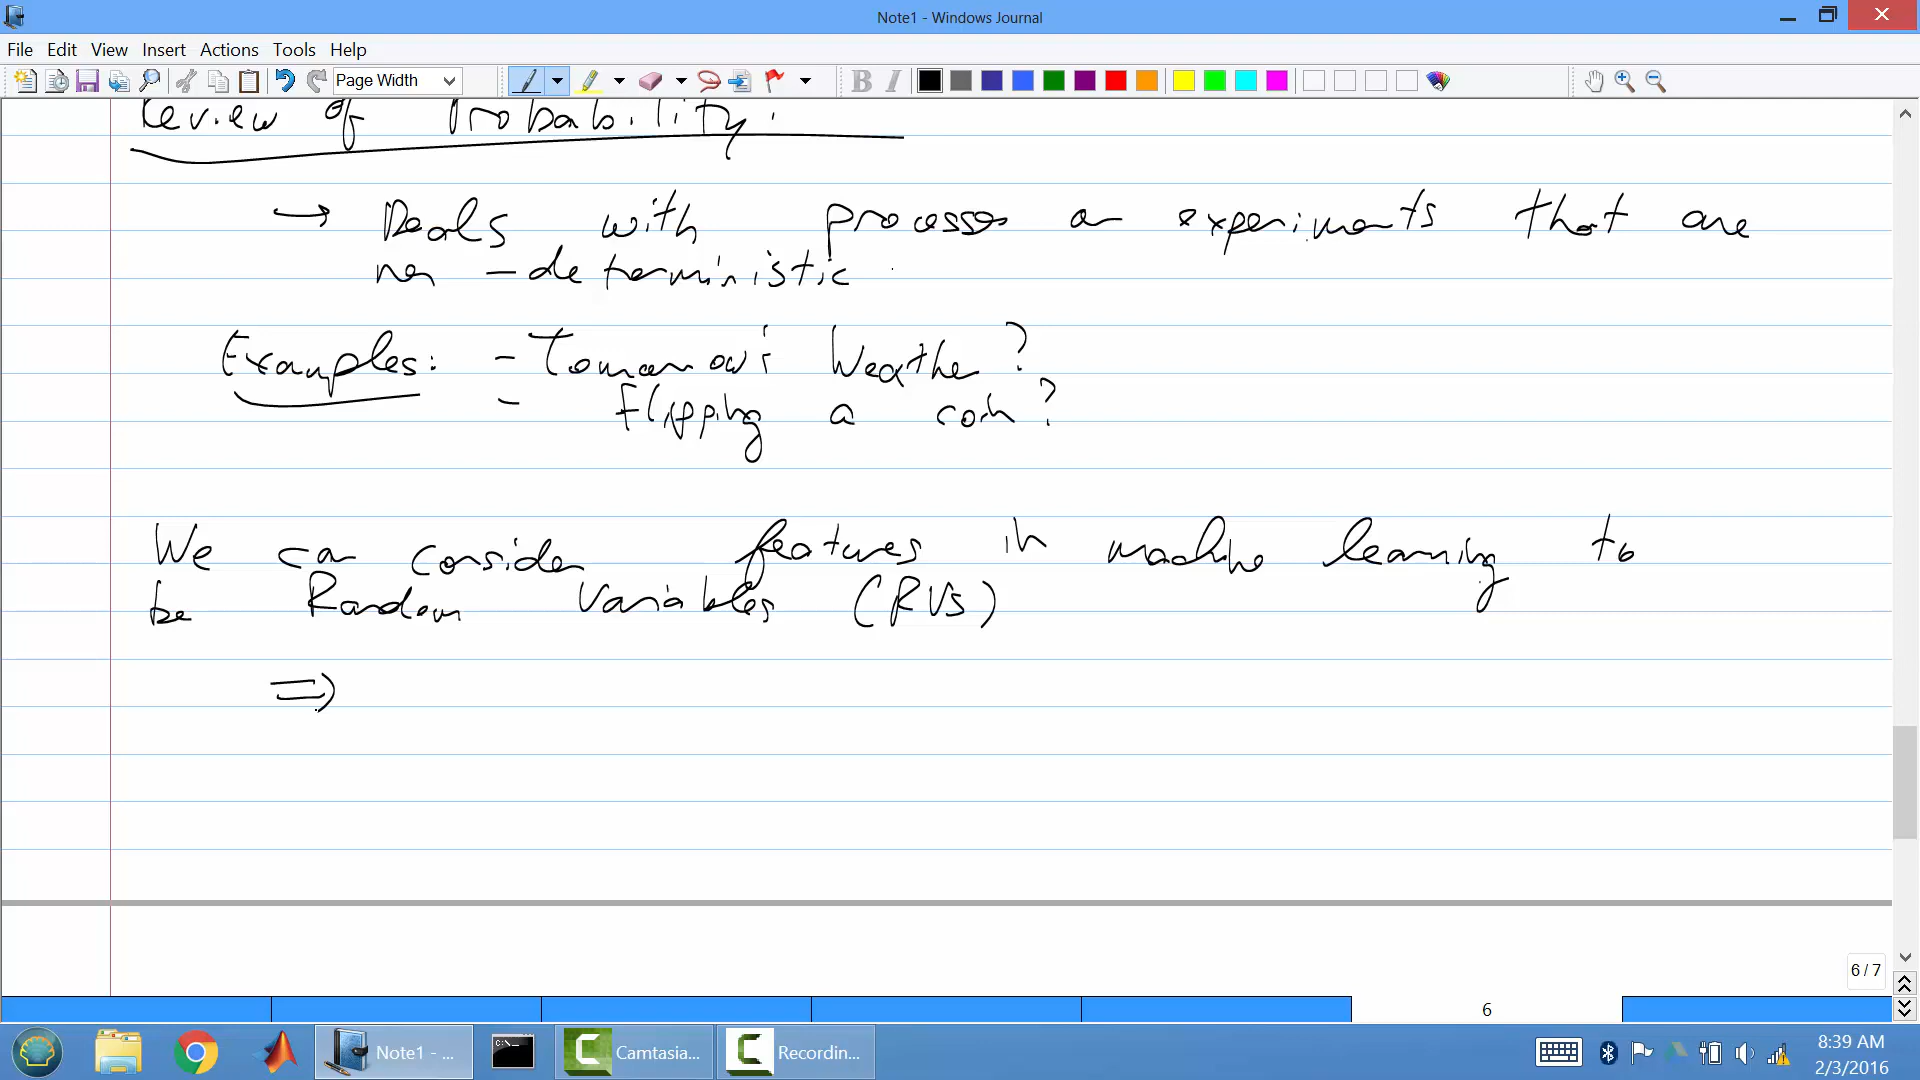 Note1 - Windows Journal
File Edit View Insert Actions Tools Help
Page Width
Review of Probability:
→ Deals with processes or experiments that are
non - deterministic.
Examples: - Tomorrow's Weather?
- Flipping a coin?
We can consider features in machine learning to
be Random Variables (RVs)
⇒
6 / 7
6
Note1 - ...
Camtasia...
Recordin...
8:39 AM
2/3/2016